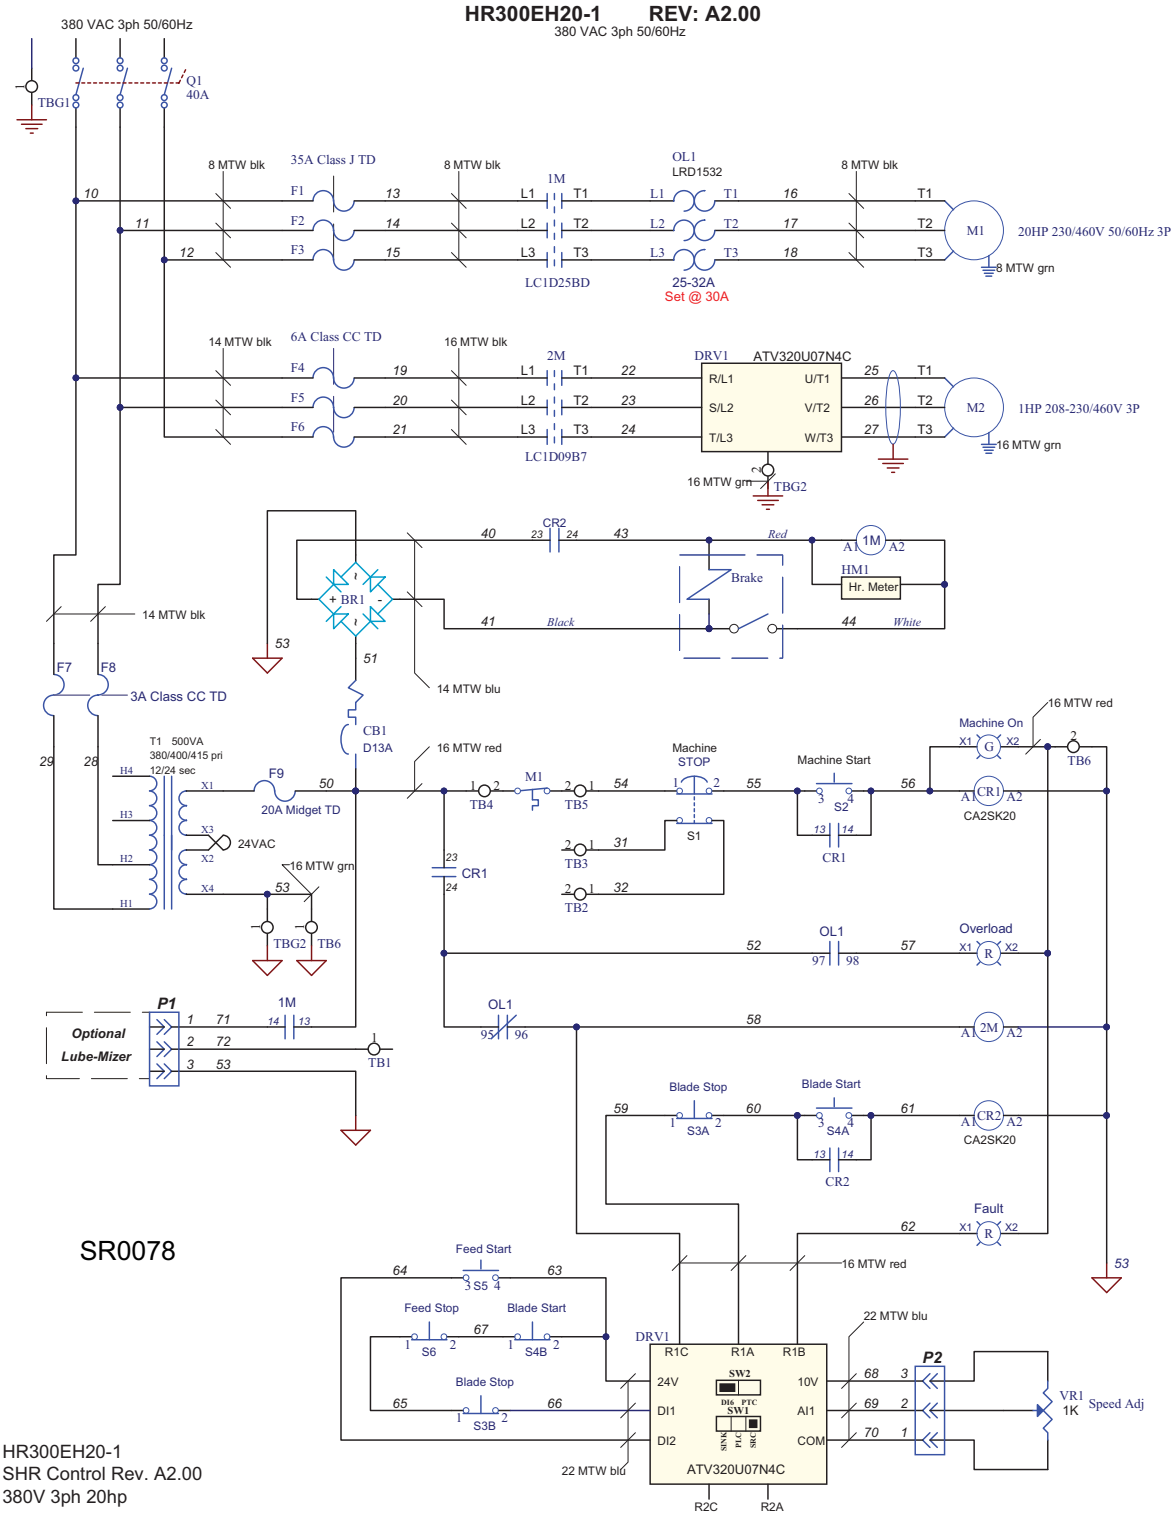 HR300EH20-1 REV: A2.00
380 VAC 3ph 50/60Hz
380 VAC 3ph 50/60Hz
1
TBG1
Q1
40A
8 MTW blk
35A Class J TD
8 MTW blk
1M
OL1
LRD1532
8 MTW blk
10
F1
13
L1
T1
L1
T1
16
T1
11
F2
14
L2
T2
L2
T2
17
T2
M1
20HP 230/460V 50/60Hz 3P
12
F3
15
L3
T3
L3
T3
18
T3
8 MTW grn
LC1D25BD
25-32A
Set @ 30A
14 MTW blk
6A Class CC TD
16 MTW blk
2M
DRV1
ATV320U07N4C
F4
19
L1
T1
22
R/L1
U/T1
25
T1
F5
20
L2
T2
23
S/L2
V/T2
26
T2
M2
1HP 208-230/460V 3P
F6
21
L3
T3
24
T/L3
W/T3
27
T3
16 MTW grn
LC1D09B7
2
16 MTW grn
TBG2
40
CR2
23
24
43
Red
A1
1M
A2
HM1
Hr. Meter
Brake
~
+
BR1
-
~
41
Black
44
White
14 MTW blk
53
51
14 MTW blu
F7
F8
3A Class CC TD
CB1
D13A
16 MTW red
16 MTW red
Machine On
X1
G
X2
2
TB6
29
28
T1 500VA
380/400/415 pri
12/24 sec
H4
H3
H2
H1
X1
X3
X2
X4
F9
20A Midget TD
50
24VAC
16 MTW grn
53
1
TBG2
1
TB6
1
2
TB4
M1
2
1
TB5
54
Machine
STOP
1
2
S1
55
Machine Start
3
4
S2
13
14
CR1
56
A1
CR1
A2
CA2SK20
2
1
TB3
31
2
1
TB2
32
23
CR1
24
52
OL1
97
98
57
Overload
X1
R
X2
P1
Optional
Lube-Mizer
1
71
14
1M
13
2
72
1
TB1
3
53
OL1
95
96
58
A1
2M
A2
59
Blade Stop
1
2
S3A
60
Blade Start
3
4
S4A
13
14
CR2
61
A1
CR2
A2
CA2SK20
62
Fault
X1
R
X2
53
SR0078
16 MTW red
64
Feed Start
3
S5
4
63
Feed Stop
1
S6
2
67
Blade Start
1
S4B
2
65
Blade Stop
1
S3B
2
66
22 MTW blu
DRV1
R1C
R1A
R1B
24V
DI1
DI2
SW2
DI6 PTC
SW1
SINK
PLC
SRC
10V
AI1
COM
ATV320U07N4C
R2C
R2A
22 MTW blu
68
3
69
2
70
1
P2
VR1
1K
Speed Adj
HR300EH20-1
SHR Control Rev. A2.00
380V 3ph 20hp